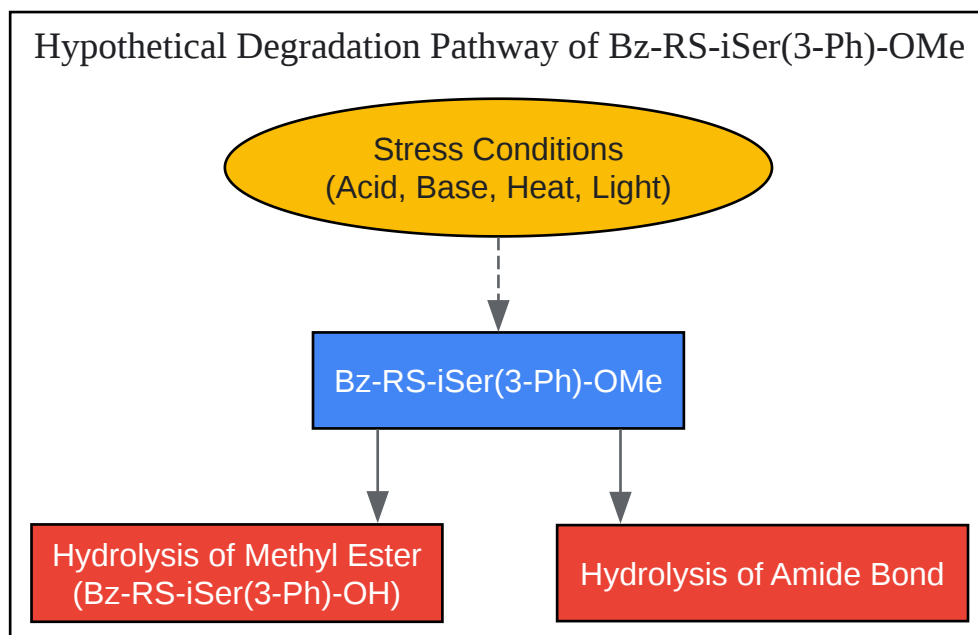 Hypothetical Degradation Pathway of Bz-RS-iSer(3-Ph)-OMe
Stress Conditions
(Acid, Base, Heat, Light)
Bz-RS-iSer(3-Ph)-OMe
Hydrolysis of Methyl Ester
(Bz-RS-iSer(3-Ph)-OH)
Hydrolysis of Amide Bond